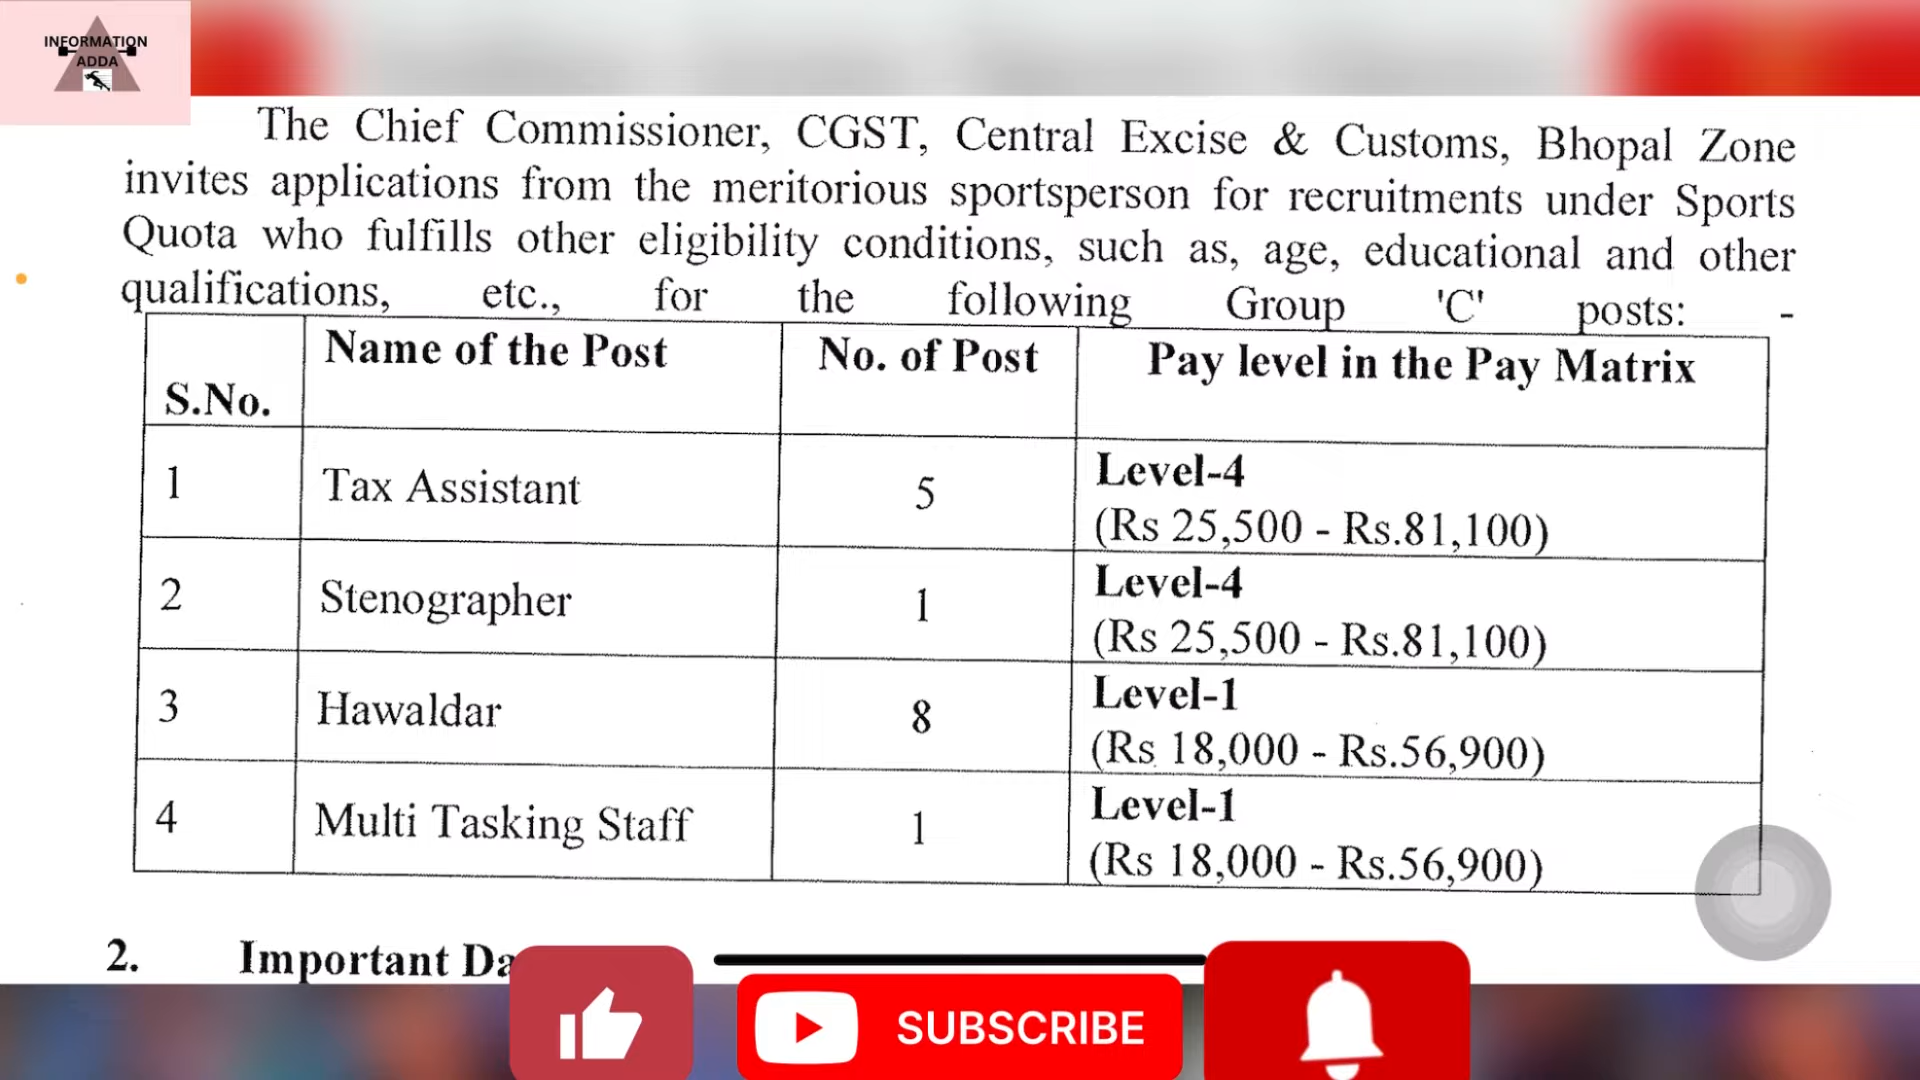 INFORMATION
ADDA
The Chief Commissioner, CGST, Central Excise & Customs, Bhopal Zone
invites applications from the meritorious sportsperson for recruitments under Sports
Quota who fulfills other eligibility conditions, such as, age, educational and other
qualifications, etc., for the following Group 'C' posts: -
S.No. Name of the Post No. of Post Pay level in the Pay Matrix
1 Tax Assistant 5 Level-4
(Rs 25,500 - Rs.81,100)
2 Stenographer 1 Level-4
(Rs 25,500 - Rs.81,100)
3 Hawaldar 8 Level-1
(Rs 18,000 - Rs.56,900)
4 Multi Tasking Staff 1 Level-1
(Rs 18,000 - Rs.56,900)
2. Important Da
SUBSCRIBE